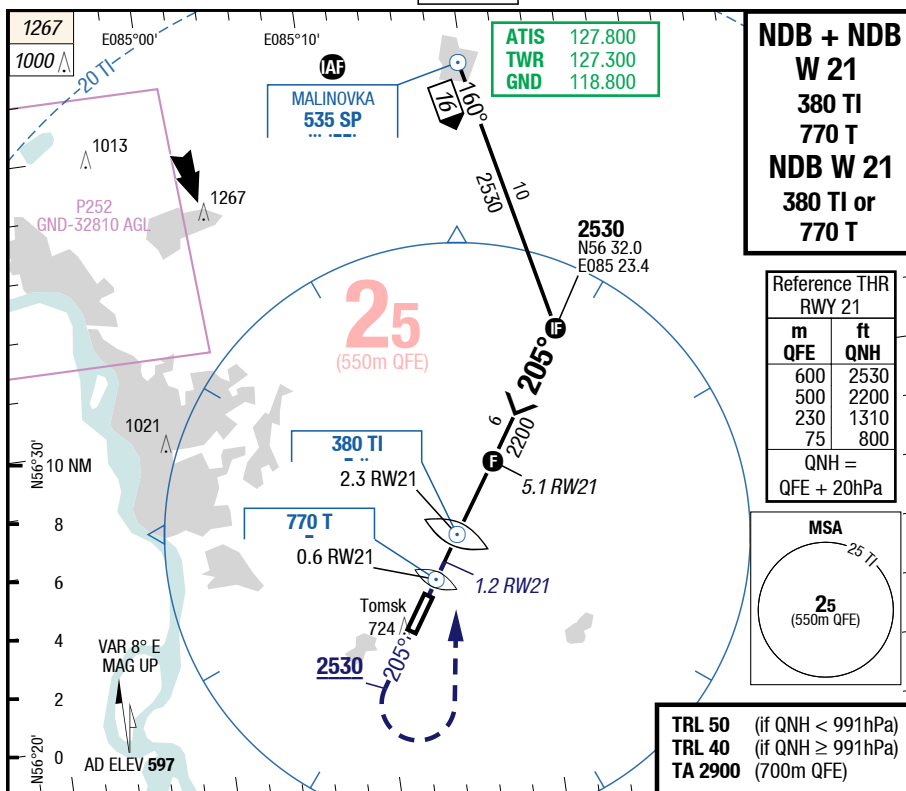 1267
1000
E085°00'
E085°10'
20 TI
IAF
MALINOVKA
535 SP
ATIS 127.800
TWR 127.300
GND 118.800
NDB + NDB
W 21
380 TI
770 T
NDB W 21
380 TI or
770 T
160°
16
10
2530
1013
1267
P252
GND-32810 AGL
2530
N56 32.0
E085 23.4
IF
25
(550m QFE)
205°
6
2200
F
5.1 RW21
1021
380 TI
2.3 RW21
770 T
0.6 RW21
1.2 RW21
Tomsk
724
205°
2530
N56°30'
10 NM
8
6
4
2
0
N56°20'
VAR 8° E
MAG UP
AD ELEV 597
Reference THR
RWY 21
m ft
QFE QNH
600 2530
500 2200
230 1310
75 800
QNH =
QFE + 20hPa
MSA
25 TI
25
(550m QFE)
TRL 50 (if QNH < 991hPa)
TRL 40 (if QNH ≥ 991hPa)
TA 2900 (700m QFE)